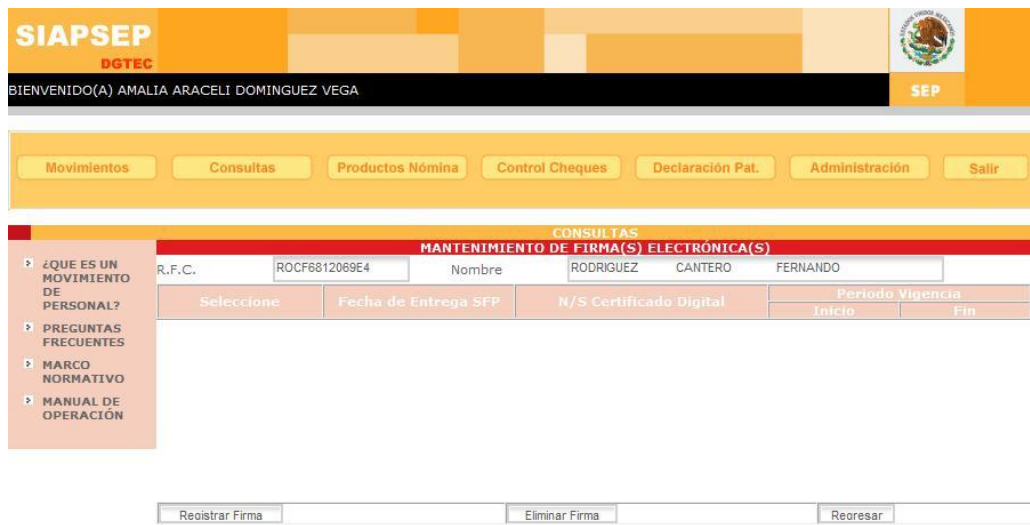 SIAPSEP
DGTEC
BIENVENIDO(A) AMALIA ARACELI DOMINGUEZ VEGA
SEP
Movimientos Consultas Productos Nómina Control Cheques Declaración Pat. Administración Salir
CONSULTAS
MANTENIMIENTO DE FIRMA(S) ELECTRÓNICA(S)
¿QUE ES UN
MOVIMIENTO
DE
PERSONAL?
PREGUNTAS
FRECUENTES
MARCO
NORMATIVO
MANUAL DE
OPERACIÓN
R.F.C. ROCF6812069E4 Nombre RODRIGUEZ CANTERO FERNANDO
Seleccione Fecha de Entrega SFP N/S Certificado Digital Periodo Vigencia
Inicio Fin
Registrar Firma Eliminar Firma Regresar